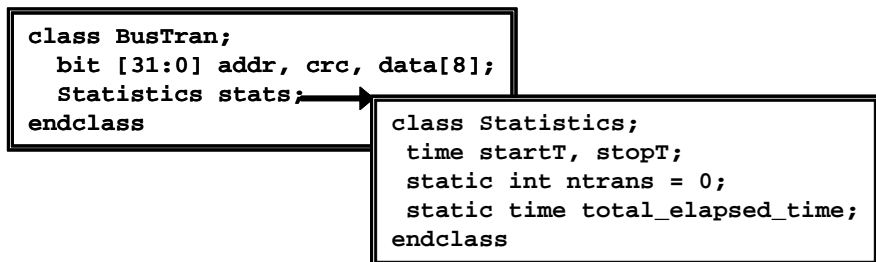 class BusTran;
bit [31:0] addr, crc, data[8];
Statistics stats;
endclass
class Statistics;
time startT, stopT;
static int ntrans = 0;
static time total_elapsed_time;
endclass